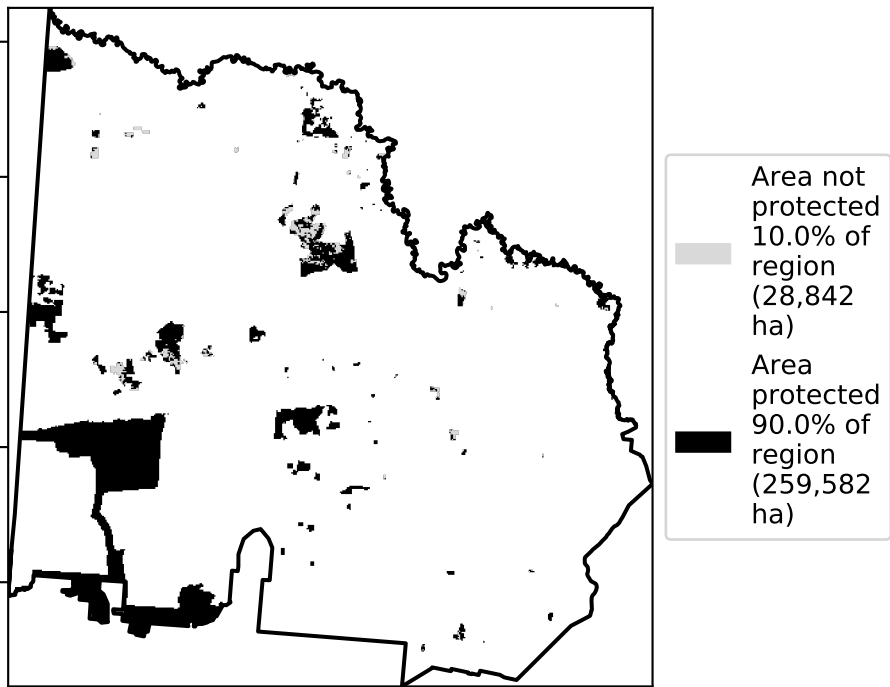 Area not
protected
10.0% of
region
(28,842
ha)
Area
protected
90.0% of
region
(259,582
ha)